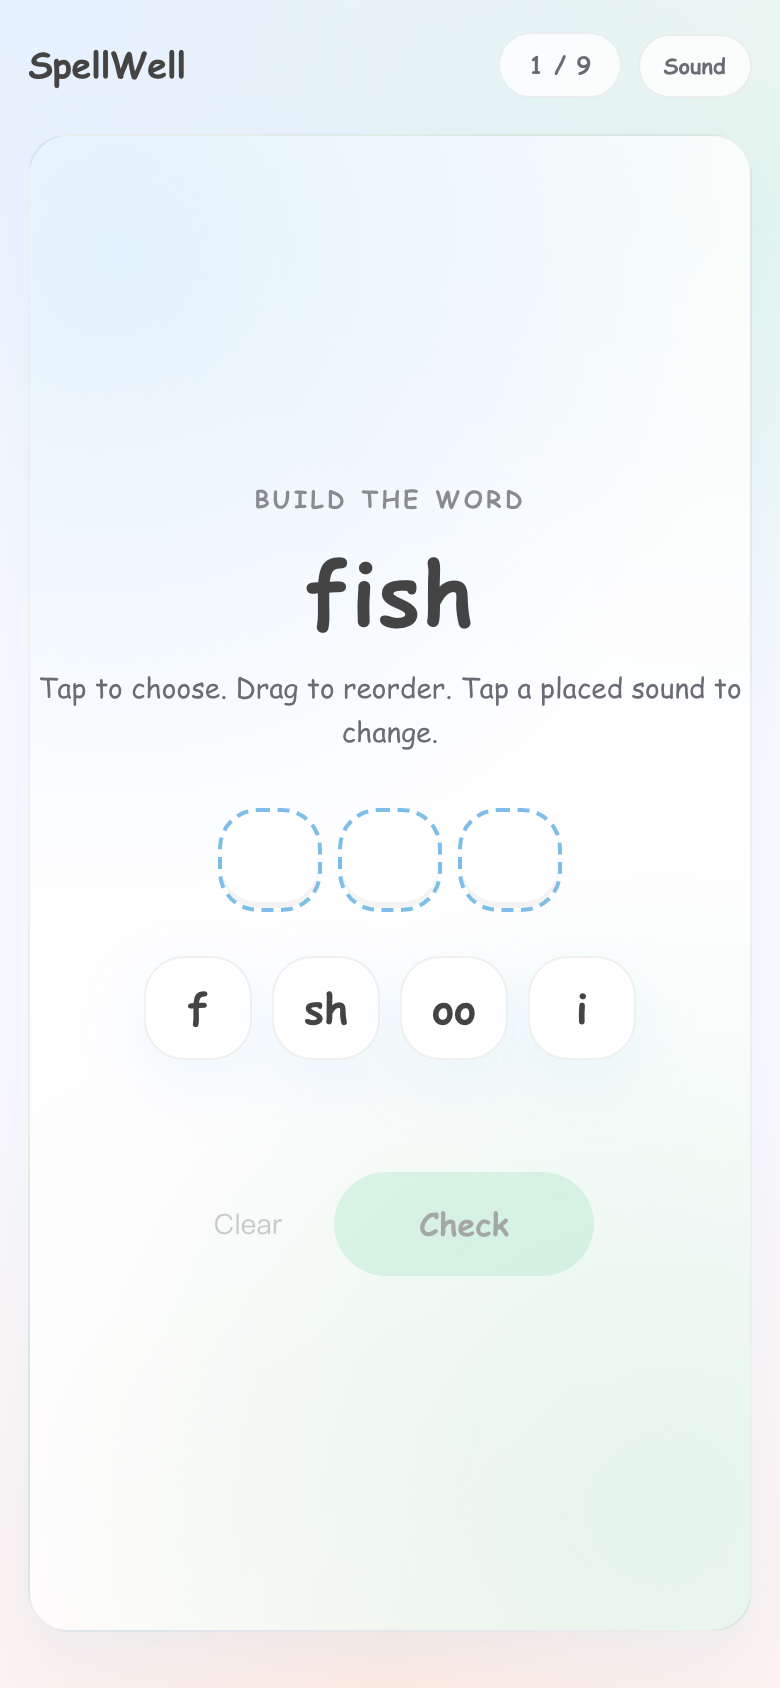 SpellWell
1 / 9
Sound
BUILD THE WORD
fish
Tap to choose. Drag to reorder. Tap a placed sound to
change.
f
sh
oo
i
Clear
Check